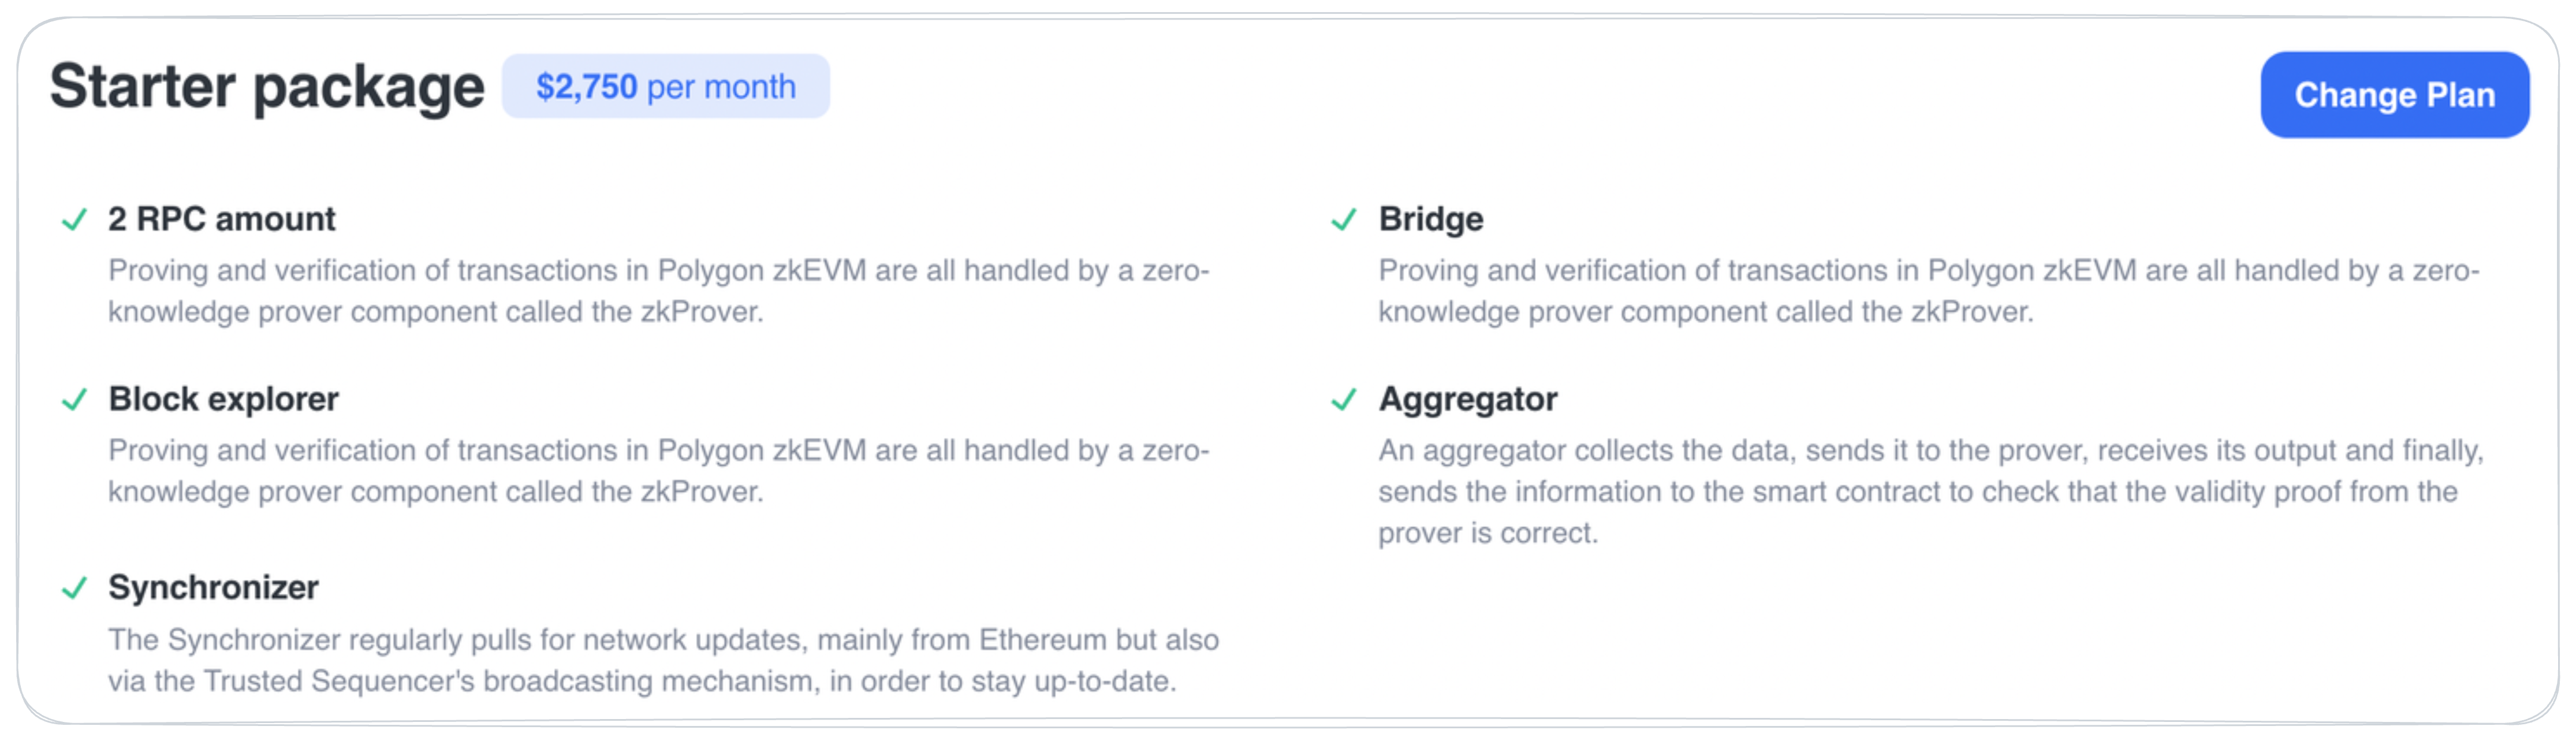 Starter package
$2,750 per month
Change Plan
2 RPC amount
Proving and verification of transactions in Polygon zkEVM are all handled by a zero-
knowledge prover component called the zkProver.
Block explorer
Proving and verification of transactions in Polygon zkEVM are all handled by a zero-
knowledge prover component called the zkProver.
Synchronizer
The Synchronizer regularly pulls for network updates, mainly from Ethereum but also
via the Trusted Sequencer's broadcasting mechanism, in order to stay up-to-date.
Bridge
Proving and verification of transactions in Polygon zkEVM are all handled by a zero-
knowledge prover component called the zkProver.
Aggregator
An aggregator collects the data, sends it to the prover, receives its output and finally,
sends the information to the smart contract to check that the validity proof from the
prover is correct.